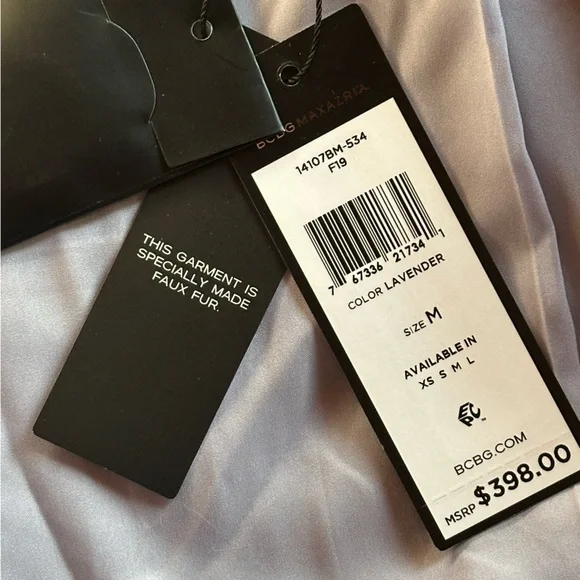 BCBGMAXAZRIA
14107BM-534
F19
7 67336 21734 1
COLOR LAVENDER
SIZE M
AVAILABLE IN
XS S M L
EPC™
BCBG.COM
MSRP $398.00
THIS GARMENT IS
SPECIALLY MADE
FAUX FUR.